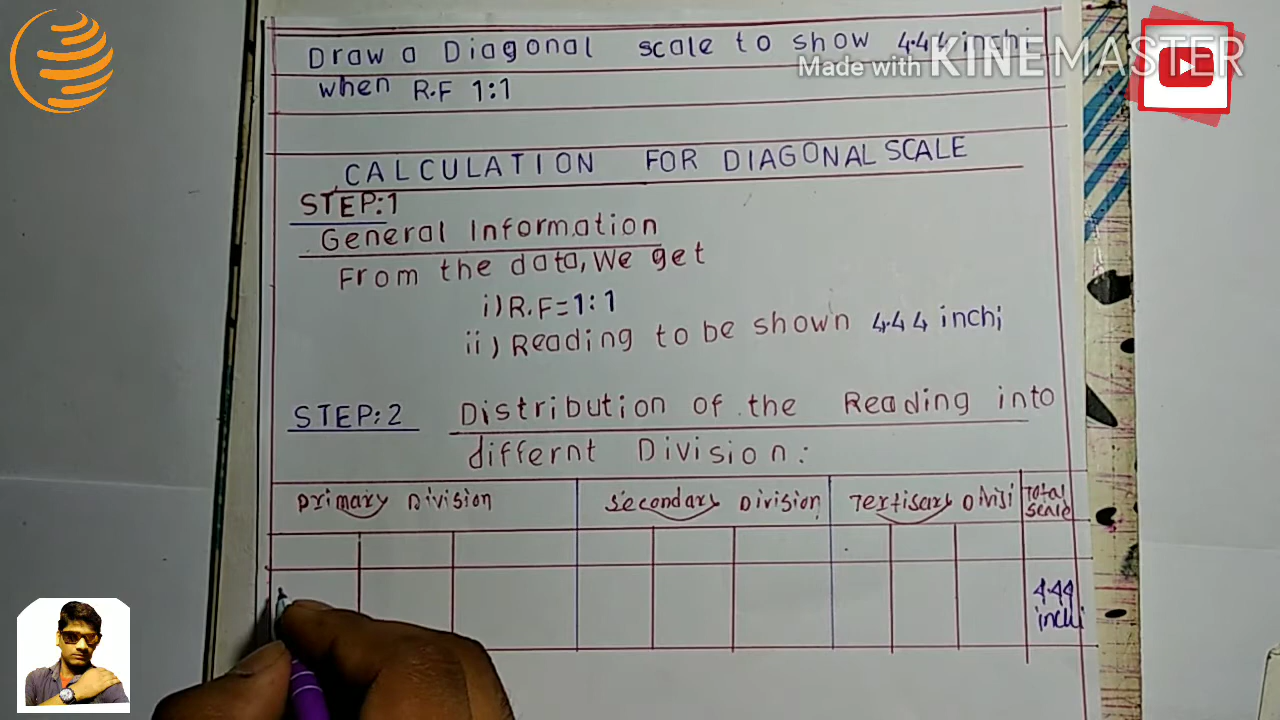 Draw a Diagonal scale to show 4.44 inchi
when R.F 1:1
Made with KINEMASTER
CALCULATION FOR DIAGONAL SCALE
STEP:1
General Information
From the data, We get
i) R.F=1:1
ii) Reading to be shown 4.44 inchi
STEP:2 Distribution of the Reading into
differnt Division:
Primary Division Secondary Division Tertisary Divisi Total
scale
4.44
inchi